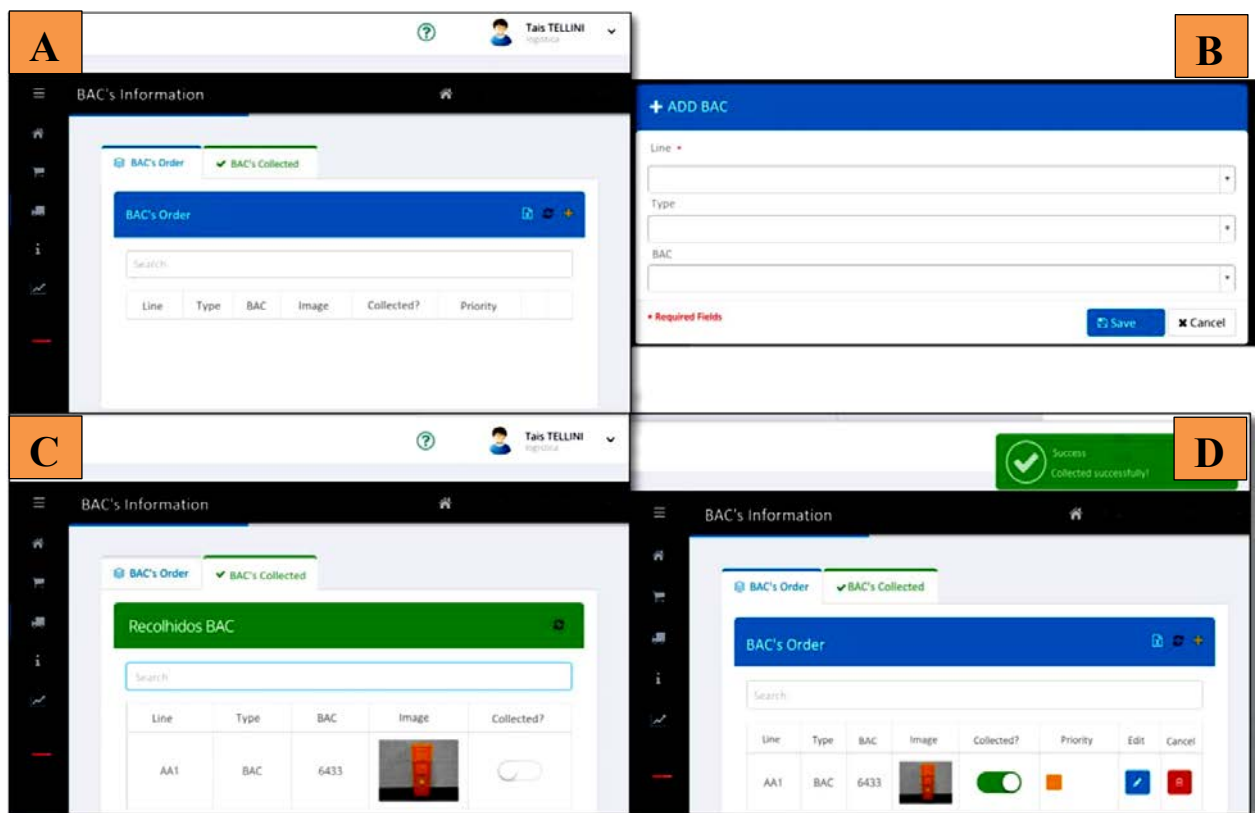 A
Tais TELLINI
logística
BAC's Information
BAC's Order
BAC's Collected
BAC's Order
Search
Line Type BAC Image Collected? Priority
B
+ ADD BAC
Line *
Type
BAC
* Required Fields
Save
Cancel
C
Tais TELLINI
logística
BAC's Information
BAC's Order
BAC's Collected
Recolhidos BAC
Search
Line Type BAC Image Collected?
AA1 BAC 6433
D
Success
Collected successfully!
BAC's Information
BAC's Order
BAC's Collected
BAC's Order
Search
Line Type BAC Image Collected? Priority Edit Cancel
AA1 BAC 6433